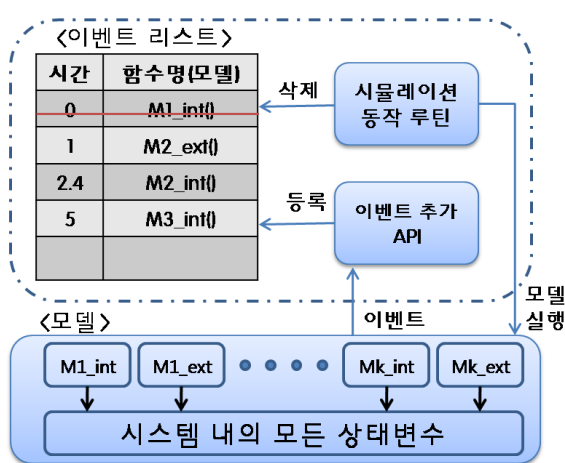 <이벤트 리스트>
시간 함수명(모델)
0 M1_int()
1 M2_ext()
2.4 M2_int()
5 M3_int()
삭제
시뮬레이션
동작 루틴
등록
이벤트 추가
API
<모델>
이벤트
모델
실행
M1_int M1_ext Mk_int Mk_ext
시스템 내의 모든 상태변수